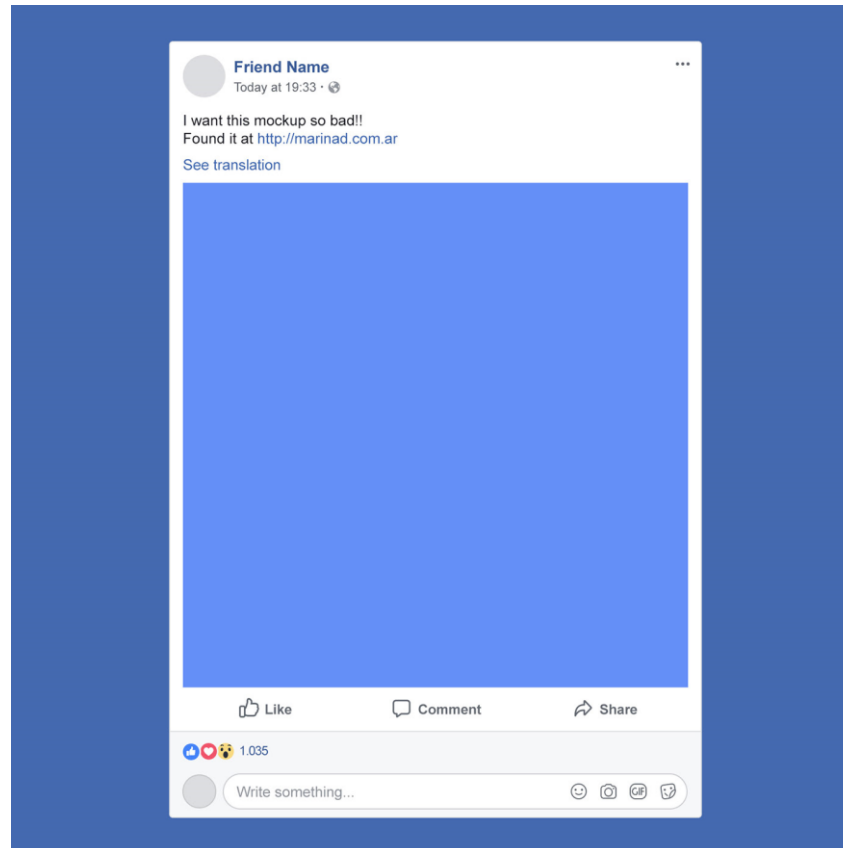 Friend Name
Today at 19:33 ·
I want this mockup so bad!!
Found it at http://marinad.com.ar
See translation
Like Comment Share
1.035
Write something...
GIF